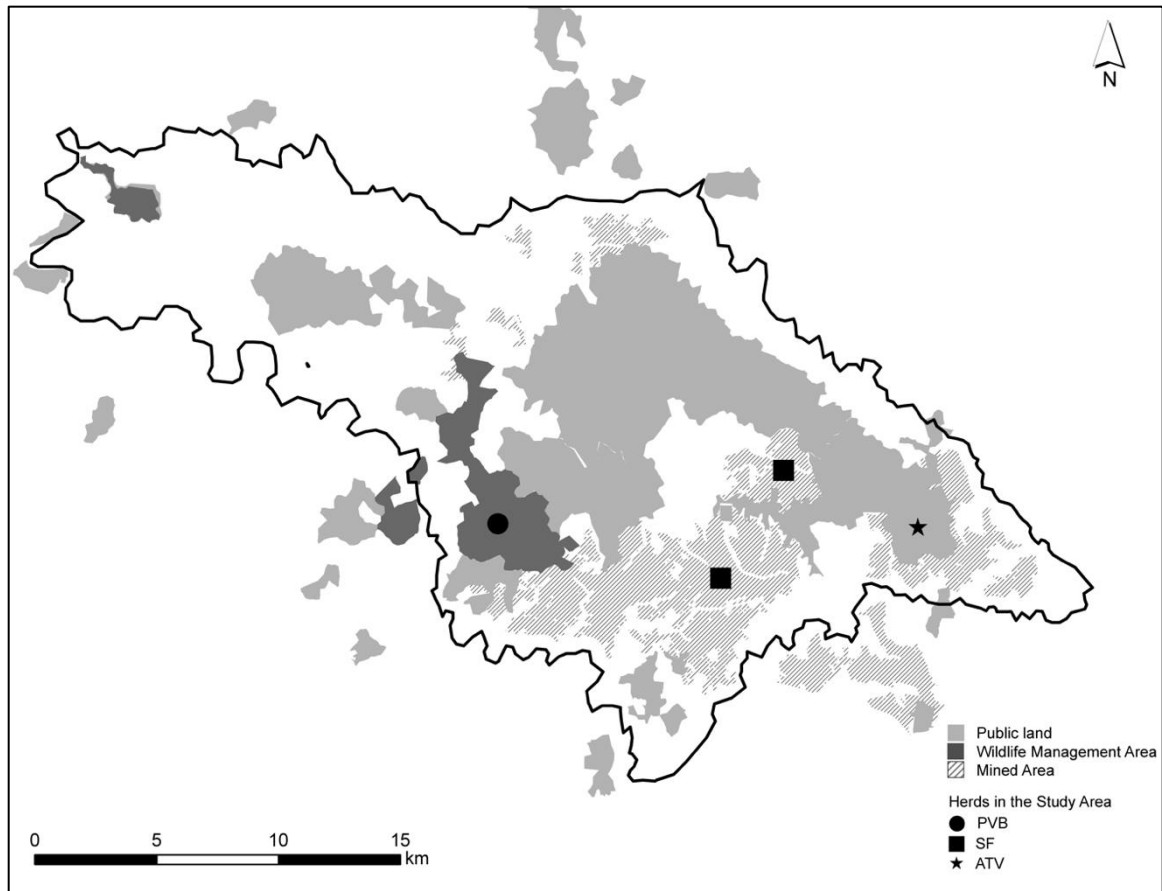 N
Public land
Wildlife Management Area
Mined Area
Herds in the Study Area
PVB
SF
ATV
0 5 10 15
km